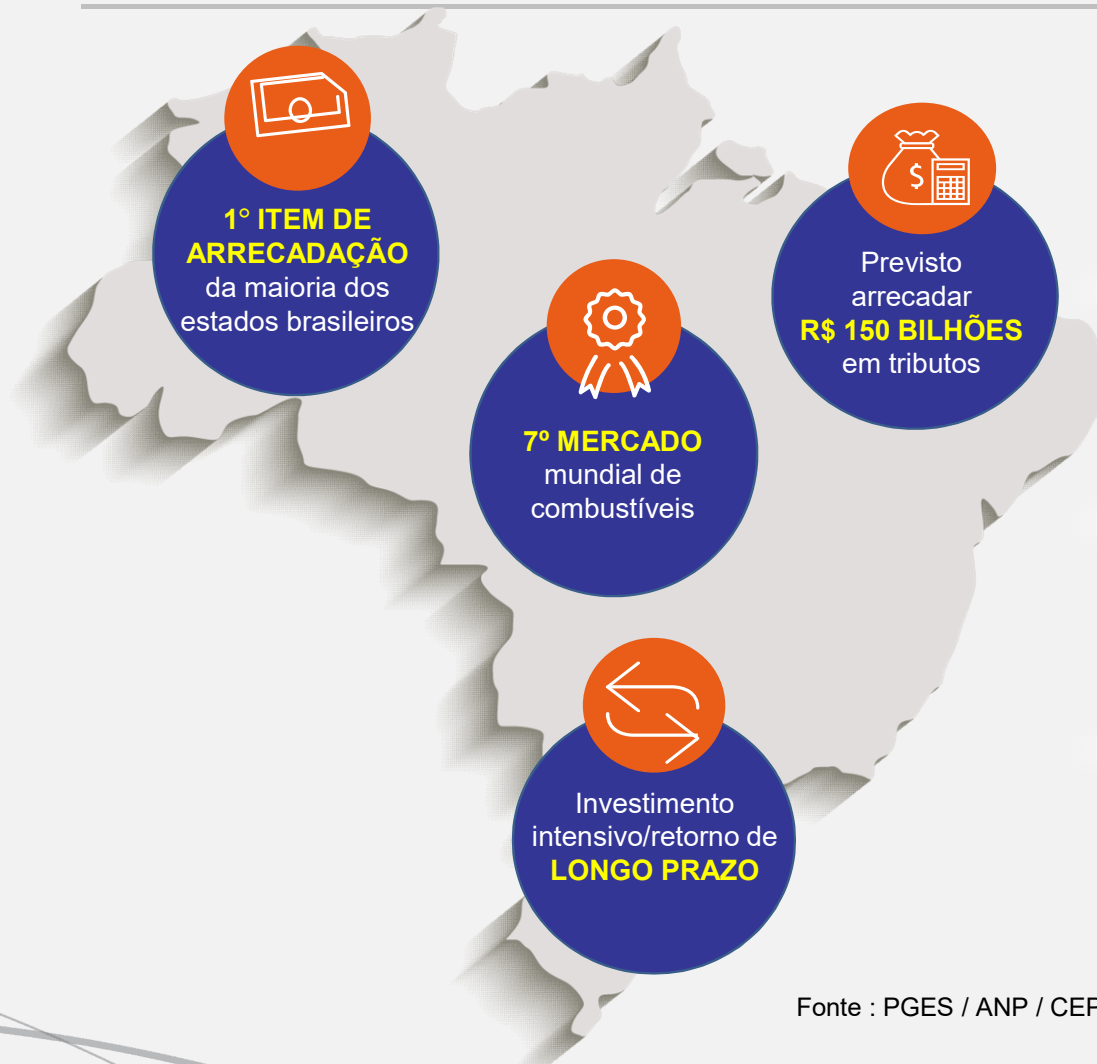 1° ITEM DE
ARRECADAÇÃO
da maioria dos
estados brasileiros
Previsto
arrecadar
R$ 150 BILHÕES
em tributos
7º MERCADO
mundial de
combustíveis
Investimento
intensivo/retorno de
LONGO PRAZO
Fonte : PGES / ANP / CEP